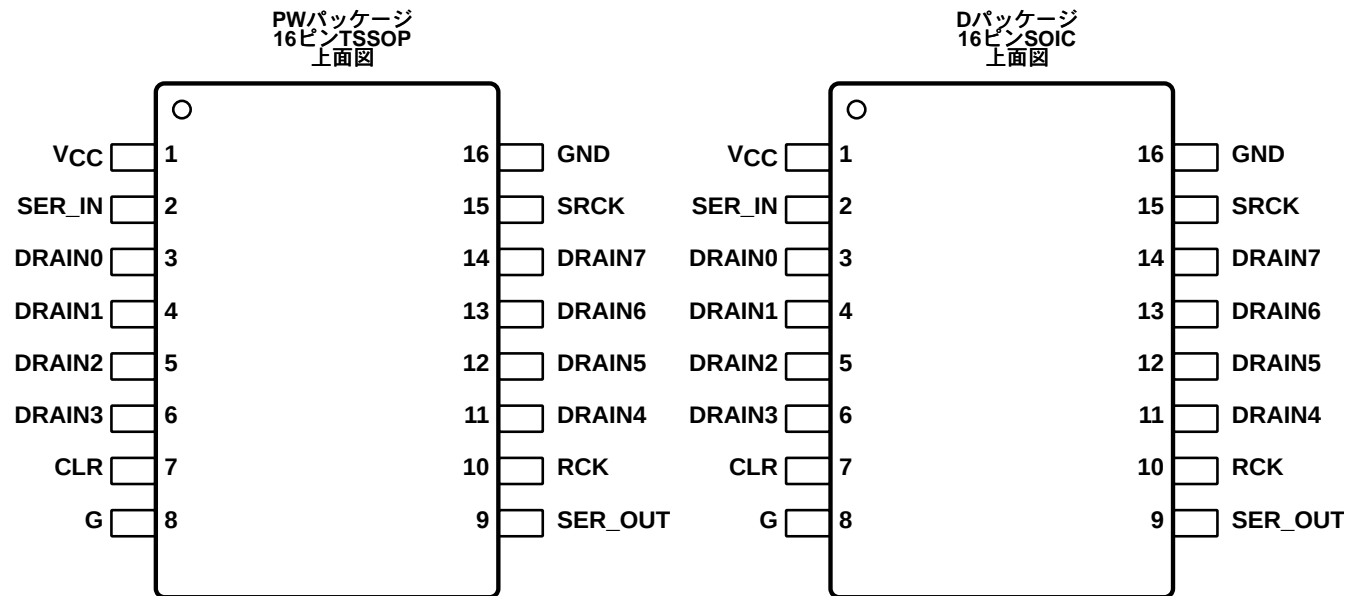 PWパッケージ
16ピンTSSOP
上面図
VCC 1 16 GND
SER_IN 2 15 SRCK
DRAIN0 3 14 DRAIN7
DRAIN1 4 13 DRAIN6
DRAIN2 5 12 DRAIN5
DRAIN3 6 11 DRAIN4
CLR 7 10 RCK
G 8 9 SER_OUT
Dパッケージ
16ピンSOIC
上面図
VCC 1 16 GND
SER_IN 2 15 SRCK
DRAIN0 3 14 DRAIN7
DRAIN1 4 13 DRAIN6
DRAIN2 5 12 DRAIN5
DRAIN3 6 11 DRAIN4
CLR 7 10 RCK
G 8 9 SER_OUT